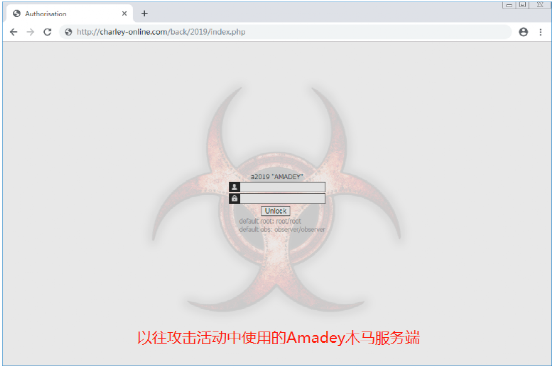 Authorisation
http://charley-online.com/back/2019/index.php
a2019 "AMADEY"
Unlock
default root: root/root
default obs: observer/observer
以往攻击活动中使用的Amadey木马服务端